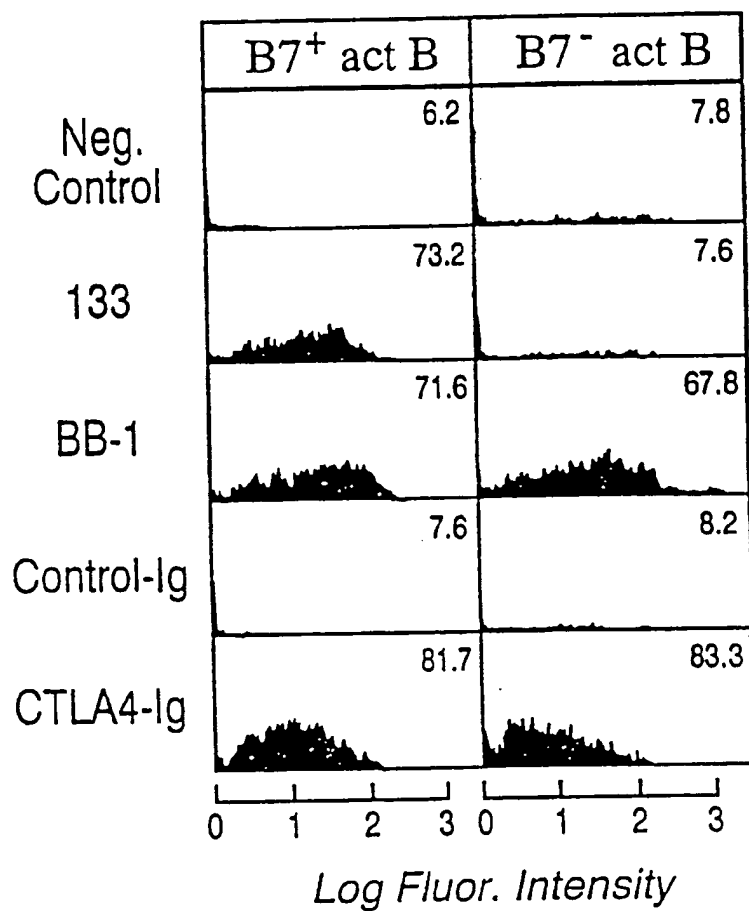 B7+ act B B7- act B
Neg. Control 6.2 7.8
133 73.2 7.6
BB-1 71.6 67.8
Control-Ig 7.6 8.2
CTLA4-Ig 81.7 83.3
0 1 2 3 0 1 2 3
Log Fluor. Intensity